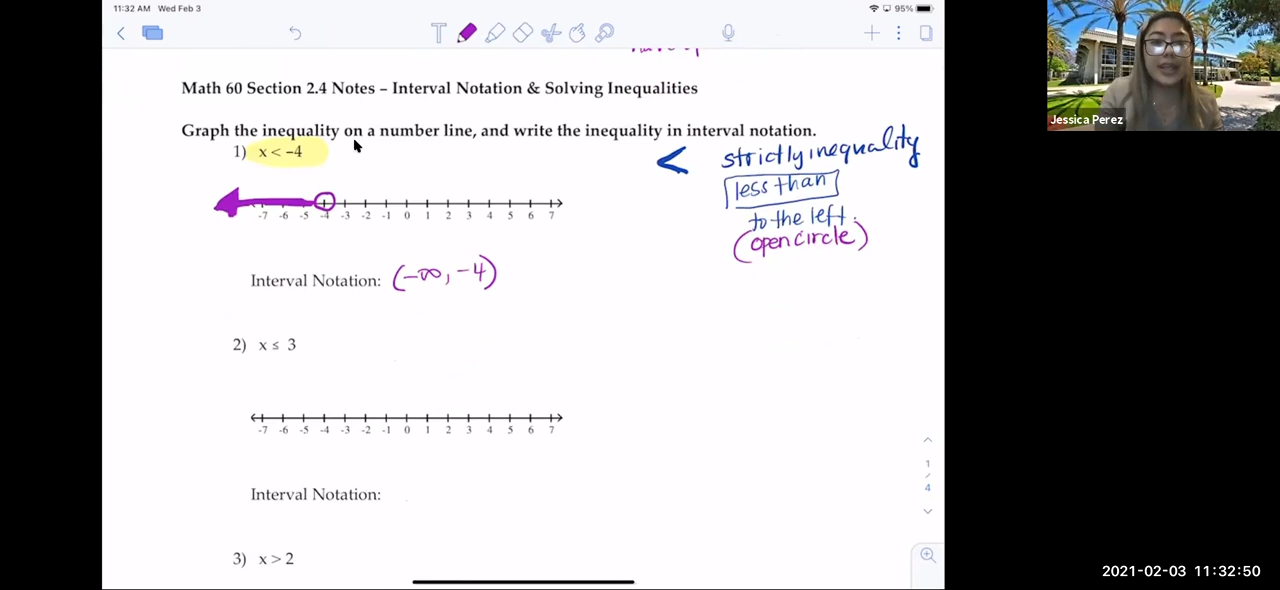 11:32 AM Wed Feb 3
95%
T
Math 60 Section 2.4 Notes – Interval Notation & Solving Inequalities
Graph the inequality on a number line, and write the inequality in interval notation.
1) x < -4
< strictly inequality
less than
to the left.
(open circle)
-7 -6 -5 -4 -3 -2 -1 0 1 2 3 4 5 6 7
Interval Notation: (-∞, -4)
2) x ≤ 3
-7 -6 -5 -4 -3 -2 -1 0 1 2 3 4 5 6 7
Interval Notation:
3) x > 2
1
/
4
Jessica Perez
2021-02-03 11:32:50